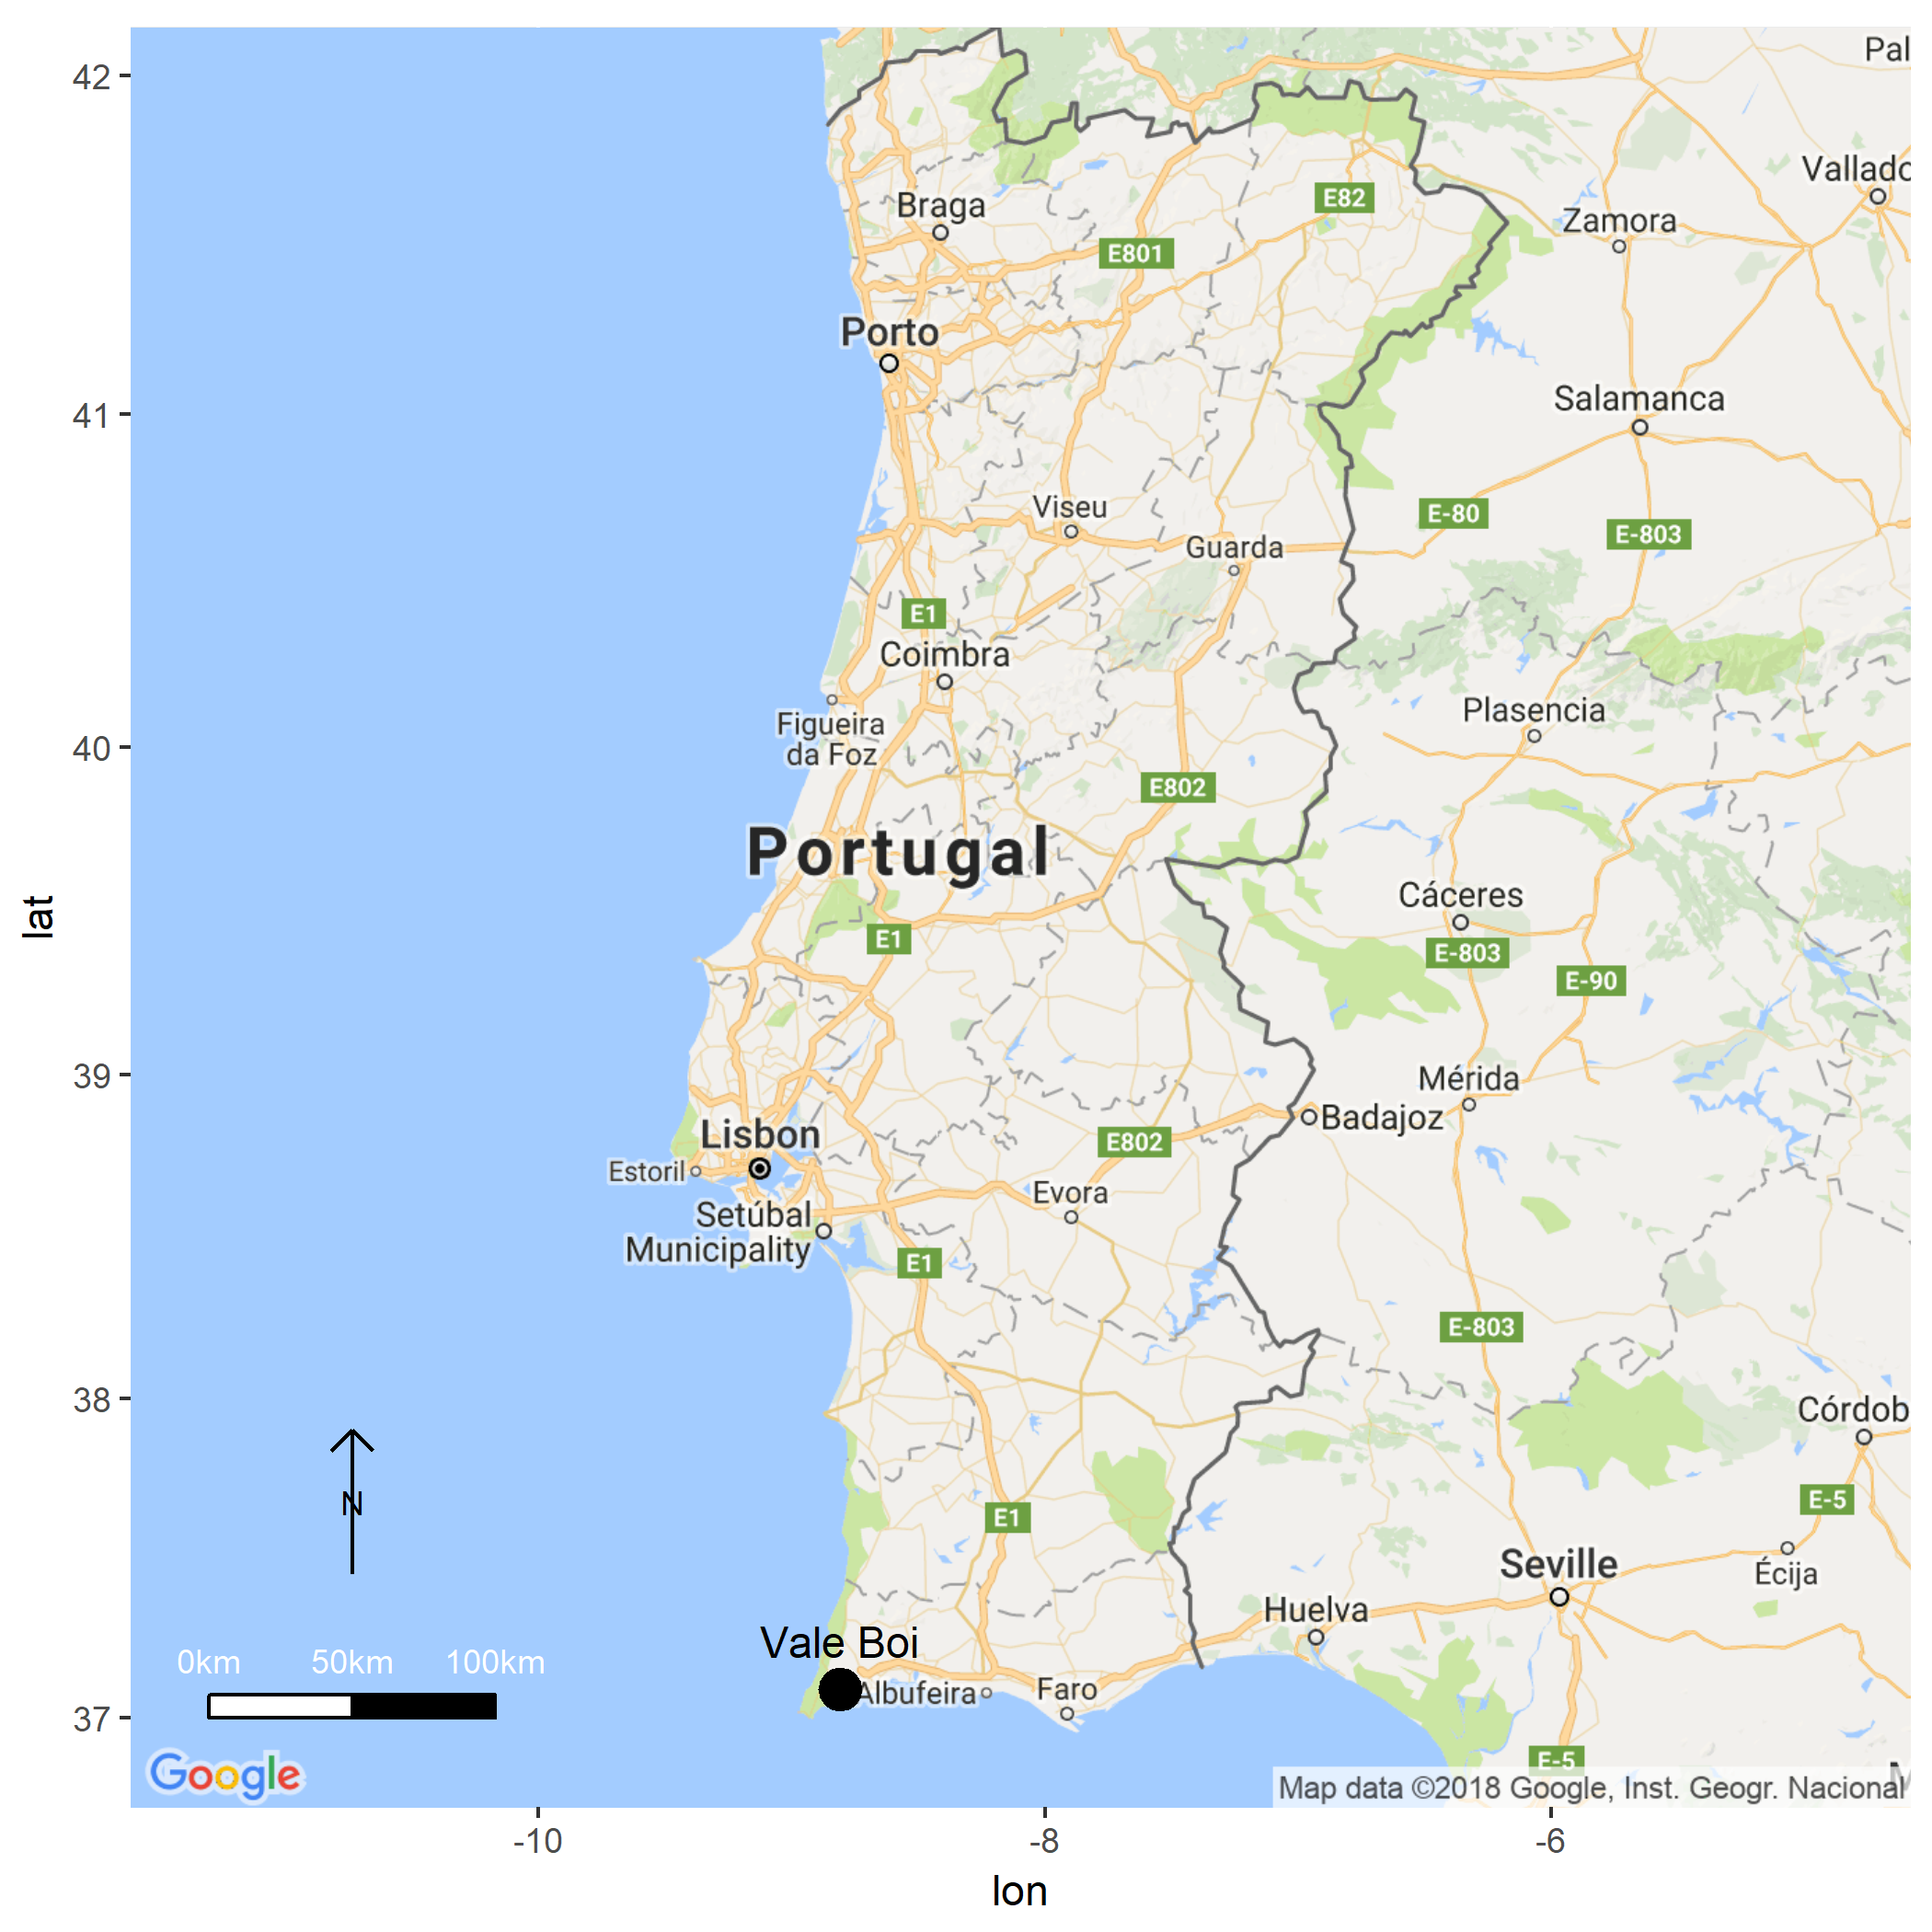 42
Pal
Vallado
Braga
E82
Zamora
E801
Porto
41
Salamanca
Viseu
E-80
E-803
Guarda
E1
Coimbra
Figueira
da Foz
Plasencia
40
E802
Portugal
Cáceres
E1
E-803
E-90
lat
39
Mérida
Badajoz
Lisbon
E802
Estoril
Evora
Setúbal
Municipality
E1
E-803
38
Córdob
N
E1
E-5
Seville
Écija
Huelva
Vale Boi
0km 50km 100km
Albufeira
Faro
37
E-5
Google
Map data ©2018 Google, Inst. Geogr. Nacional
-10 -8 -6
lon